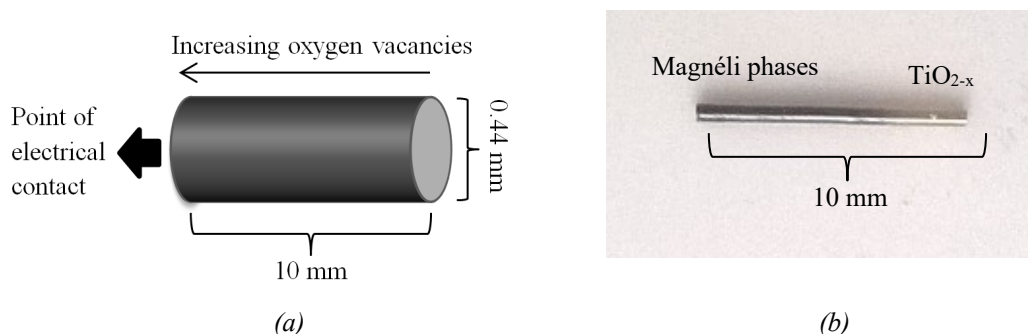 Increasing oxygen vacancies
Point of
electrical
contact
0.44 mm
10 mm
(a)
Magnéli phases
TiO2-x
10 mm
(b)